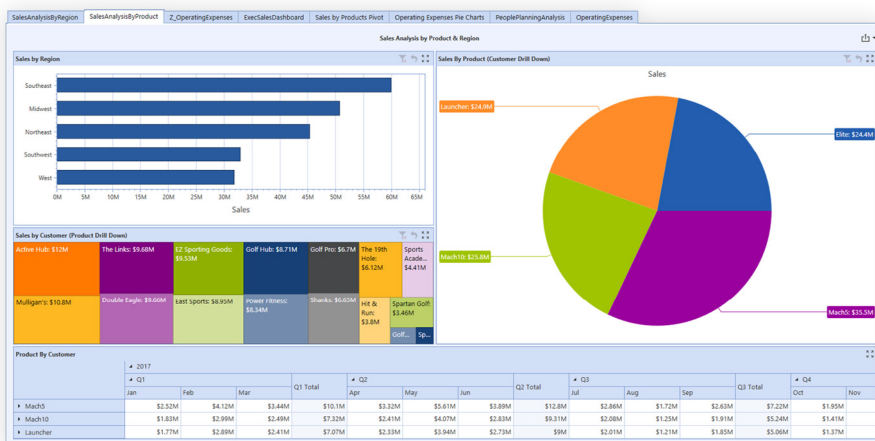 SalesAnalysisByRegion SalesAnalysisByProduct Z_OperatingExpenses ExecSalesDashboard Sales by Products Pivot Operating Expenses Pie Charts PeoplePlanningAnalysis OperatingExpenses
Sales Analysis by Product & Region
Sales by Region
Southeast
Midwest
Northeast
Southwest
West
0M 5M 10M 15M 20M 25M 30M 35M 40M 45M 50M 55M 60M 65M
Sales
Sales By Product (Customer Drill Down)
Sales
Launcher: $24.9M
Elite: $24.4M
Mach10: $25.8M
Mach5: $35.5M
Sales by Customer (Product Drill Down)
Active Hub: $12M
Mulligan's: $10.8M
The Links: $9.68M
Double Eagle: $9.66M
EZ Sporting Goods:
$9.53M
East Sports: $8.95M
Golf Hub: $8.71M
Power Fitness:
$8.34M
Golf Pro: $6.7M
Shanks: $6.65M
The 19th
Hole:
$6.12M
Sports
Acade...
$4.41M
Hit &
Run:
$3.8M
Spartan Golf:
$3.46M
Golf...
Sp...
Product By Customer
2017
Q1 Q1 Total Q2 Q2 Total Q3 Q3 Total Q4
Jan Feb Mar Apr May Jun Jul Aug Sep Oct Nov
Mach5 $2.52M $4.12M $3.44M $10.1M $3.32M $5.61M $3.89M $12.8M $2.86M $1.72M $2.63M $7.22M $1.95M
Mach10 $1.83M $2.99M $2.49M $7.32M $2.41M $4.07M $2.83M $9.31M $2.08M $1.25M $1.91M $5.24M $1.41M
Launcher $1.77M $2.89M $2.41M $7.07M $2.33M $3.94M $2.73M $9M $2.01M $1.21M $1.85M $5.06M $1.37M